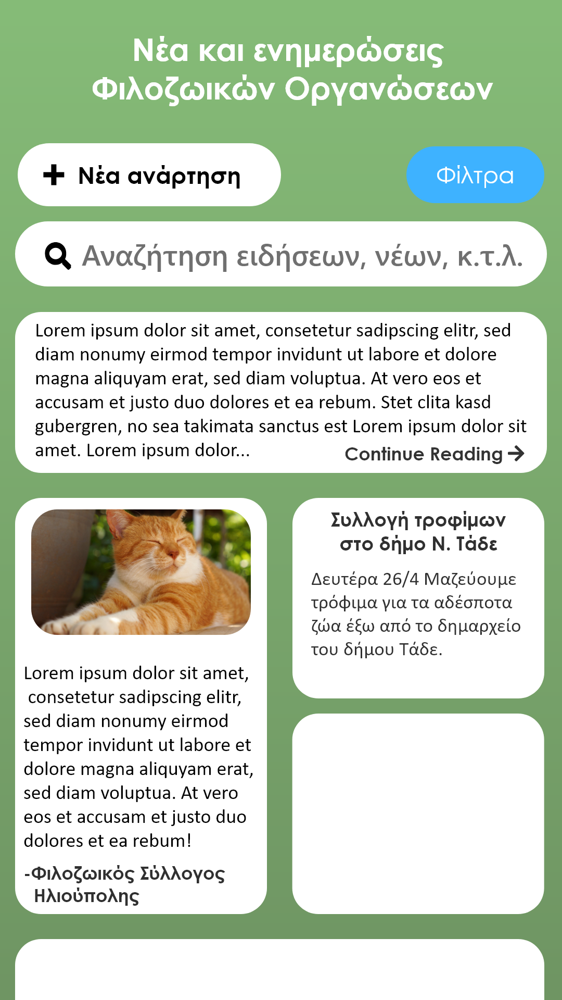 Νέα και ενημερώσεις
Φιλοζωικών Οργανώσεων
Νέα ανάρτηση
Φίλτρα
Αναζήτηση ειδήσεων, νέων, κ.τ.λ.
Lorem ipsum dolor sit amet, consetetur sadipscing elitr, sed
diam nonumy eirmod tempor invidunt ut labore et dolore
magna aliquyam erat, sed diam voluptua. At vero eos et
accusam et justo duo dolores et ea rebum. Stet clita kasd
gubergren, no sea takimata sanctus est Lorem ipsum dolor sit
amet. Lorem ipsum dolor...
Continue Reading
Lorem ipsum dolor sit amet,
consetetur sadipscing elitr,
sed diam nonumy eirmod
tempor invidunt ut labore et
dolore magna aliquyam erat,
sed diam voluptua. At vero
eos et accusam et justo duo
dolores et ea rebum!
-Φιλοζωικός Σύλλογος
Ηλιούπολης
Συλλογή τροφίμων
στο δήμο Ν. Τάδε
Δευτέρα 26/4 Μαζεύουμε
τρόφιμα για τα αδέσποτα
ζώα έξω από το δημαρχείο
του δήμου Τάδε.